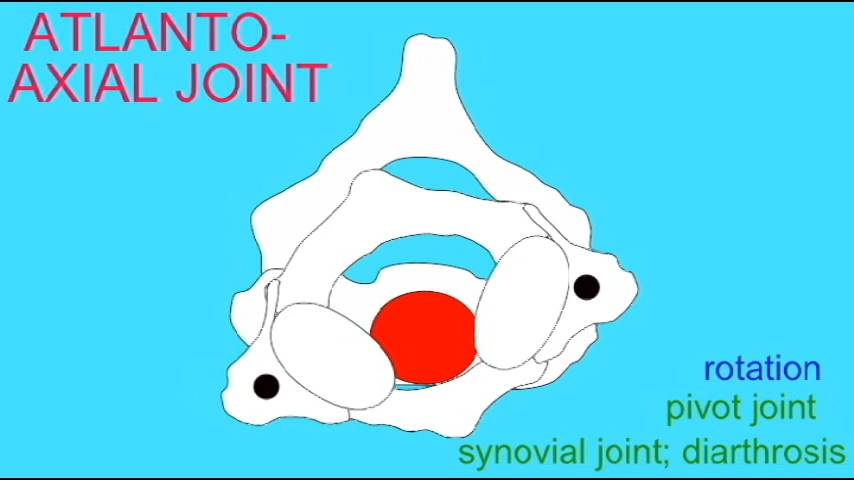 ATLANTO-
AXIAL JOINT
rotation
pivot joint
synovial joint; diarthrosis